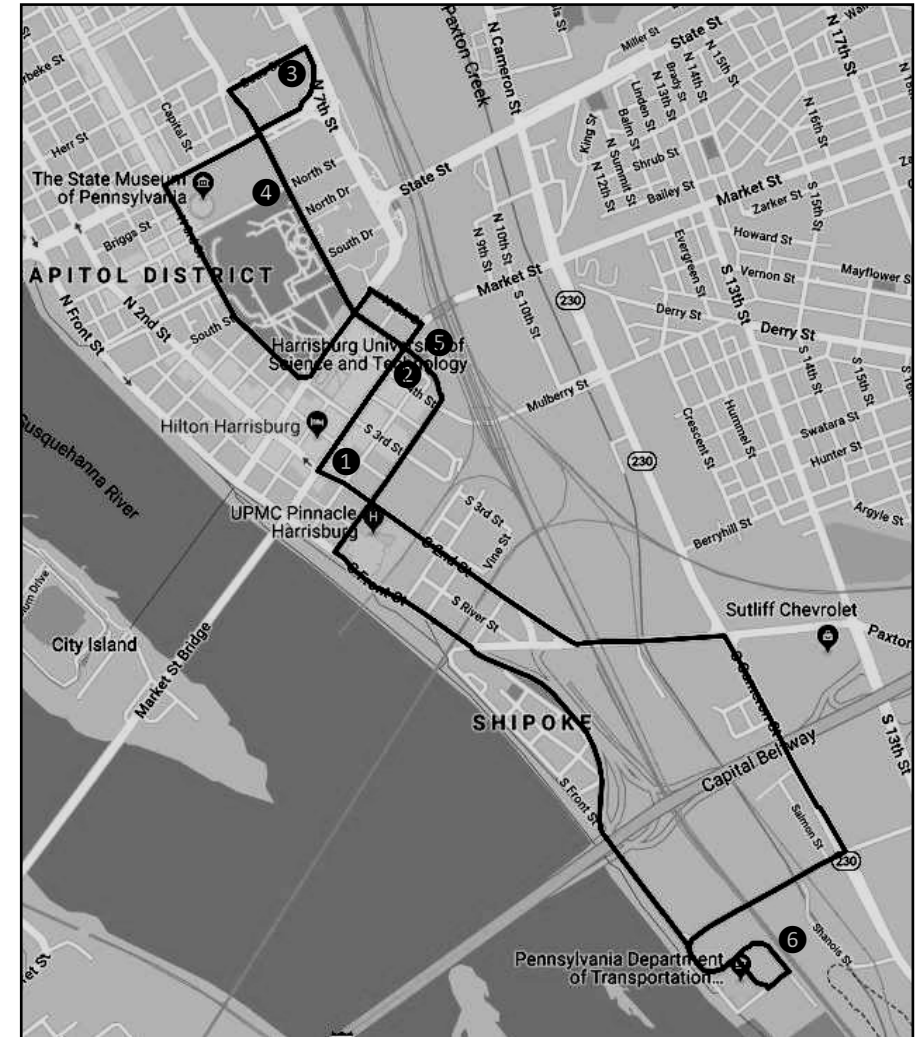 Miller St
State St
N 17th St
Paxton Creek
N Cameron St
N 15th St
N 14th St
Brady St
N 13th St
Linden St
Balm St
N Summit St
N 12th St
King St
Shrub St
Bailey St
N 16th St
3
N 7th St
Capital St
Herr St
The State Museum
of Pennsylvania
4
North St
North Dr
South Dr
State St
Market St
Zarker St
S 15th St
Briggs St
APITOL DISTRICT
N Front St
N 2nd St
South St
N 9th St
N 10th St
Market St
S 10th St
230
Evergreen St
S 13th St
Howard St
Vernon St
Mayflower S
Derry St
Derry St
Harrisburg University of
Science and Technology
5
2
4th St
Mulberry St
S 14th St
S 15th St
Hilton Harrisburg
S 3rd St
1
Crescent St
Hummel St
Swatara St
Hunter St
230
Susquehanna River
UPMC Pinnacle
Harrisburg
H
S 3rd St
Vine St
Berryhill St
Argyle St
S 2nd St
S Front St
S River St
City Island
Market St Bridge
Sutliff Chevrolet
Paxton
S Cameron St
SHIPOKE
S 13th St
Capital Beltway
S Front St
Salmon St
230
6
Shanois St
Pennsylvania Department
of Transportation...